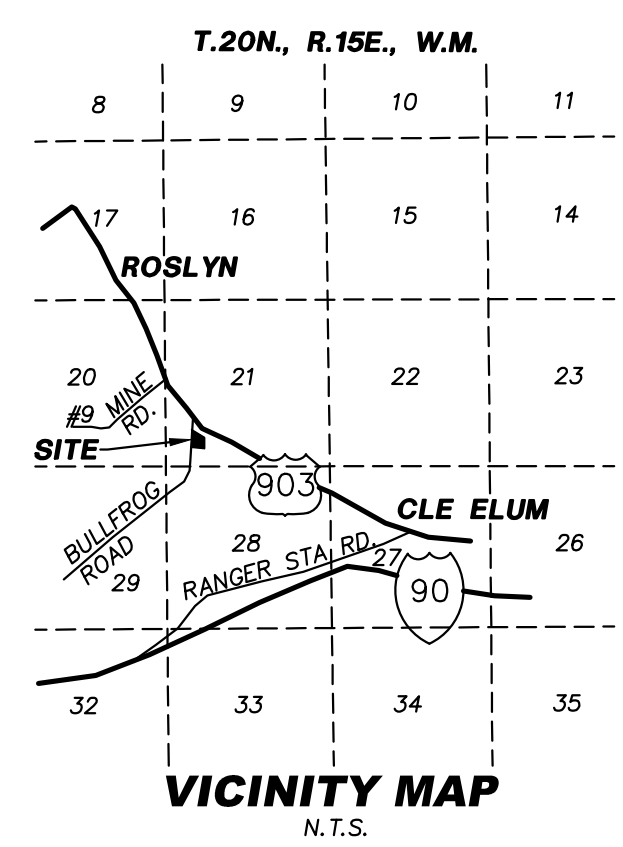 T.20N., R.15E., W.M.
8 9 10 11
17 16 15 14
ROSLYN
20 21 22 23
#9 MINE
RD.
SITE
903
CLE ELUM
BULLFROG
ROAD
29 28 27 26
RANGER STA RD.
90
32 33 34 35
VICINITY MAP
N.T.S.